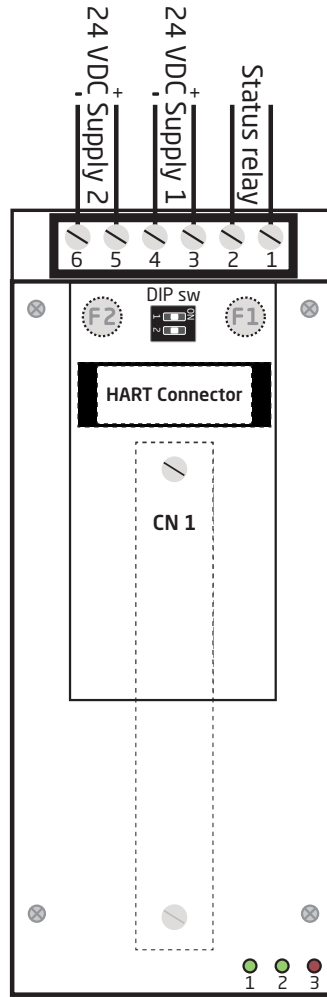 24 VDC Supply 2
- +
24 VDC Supply 1
- +
Status relay
6 5 4 3 2 1
DIP sw
F2
1 2
ON
F1
HART Connector
CN 1
1 2 3